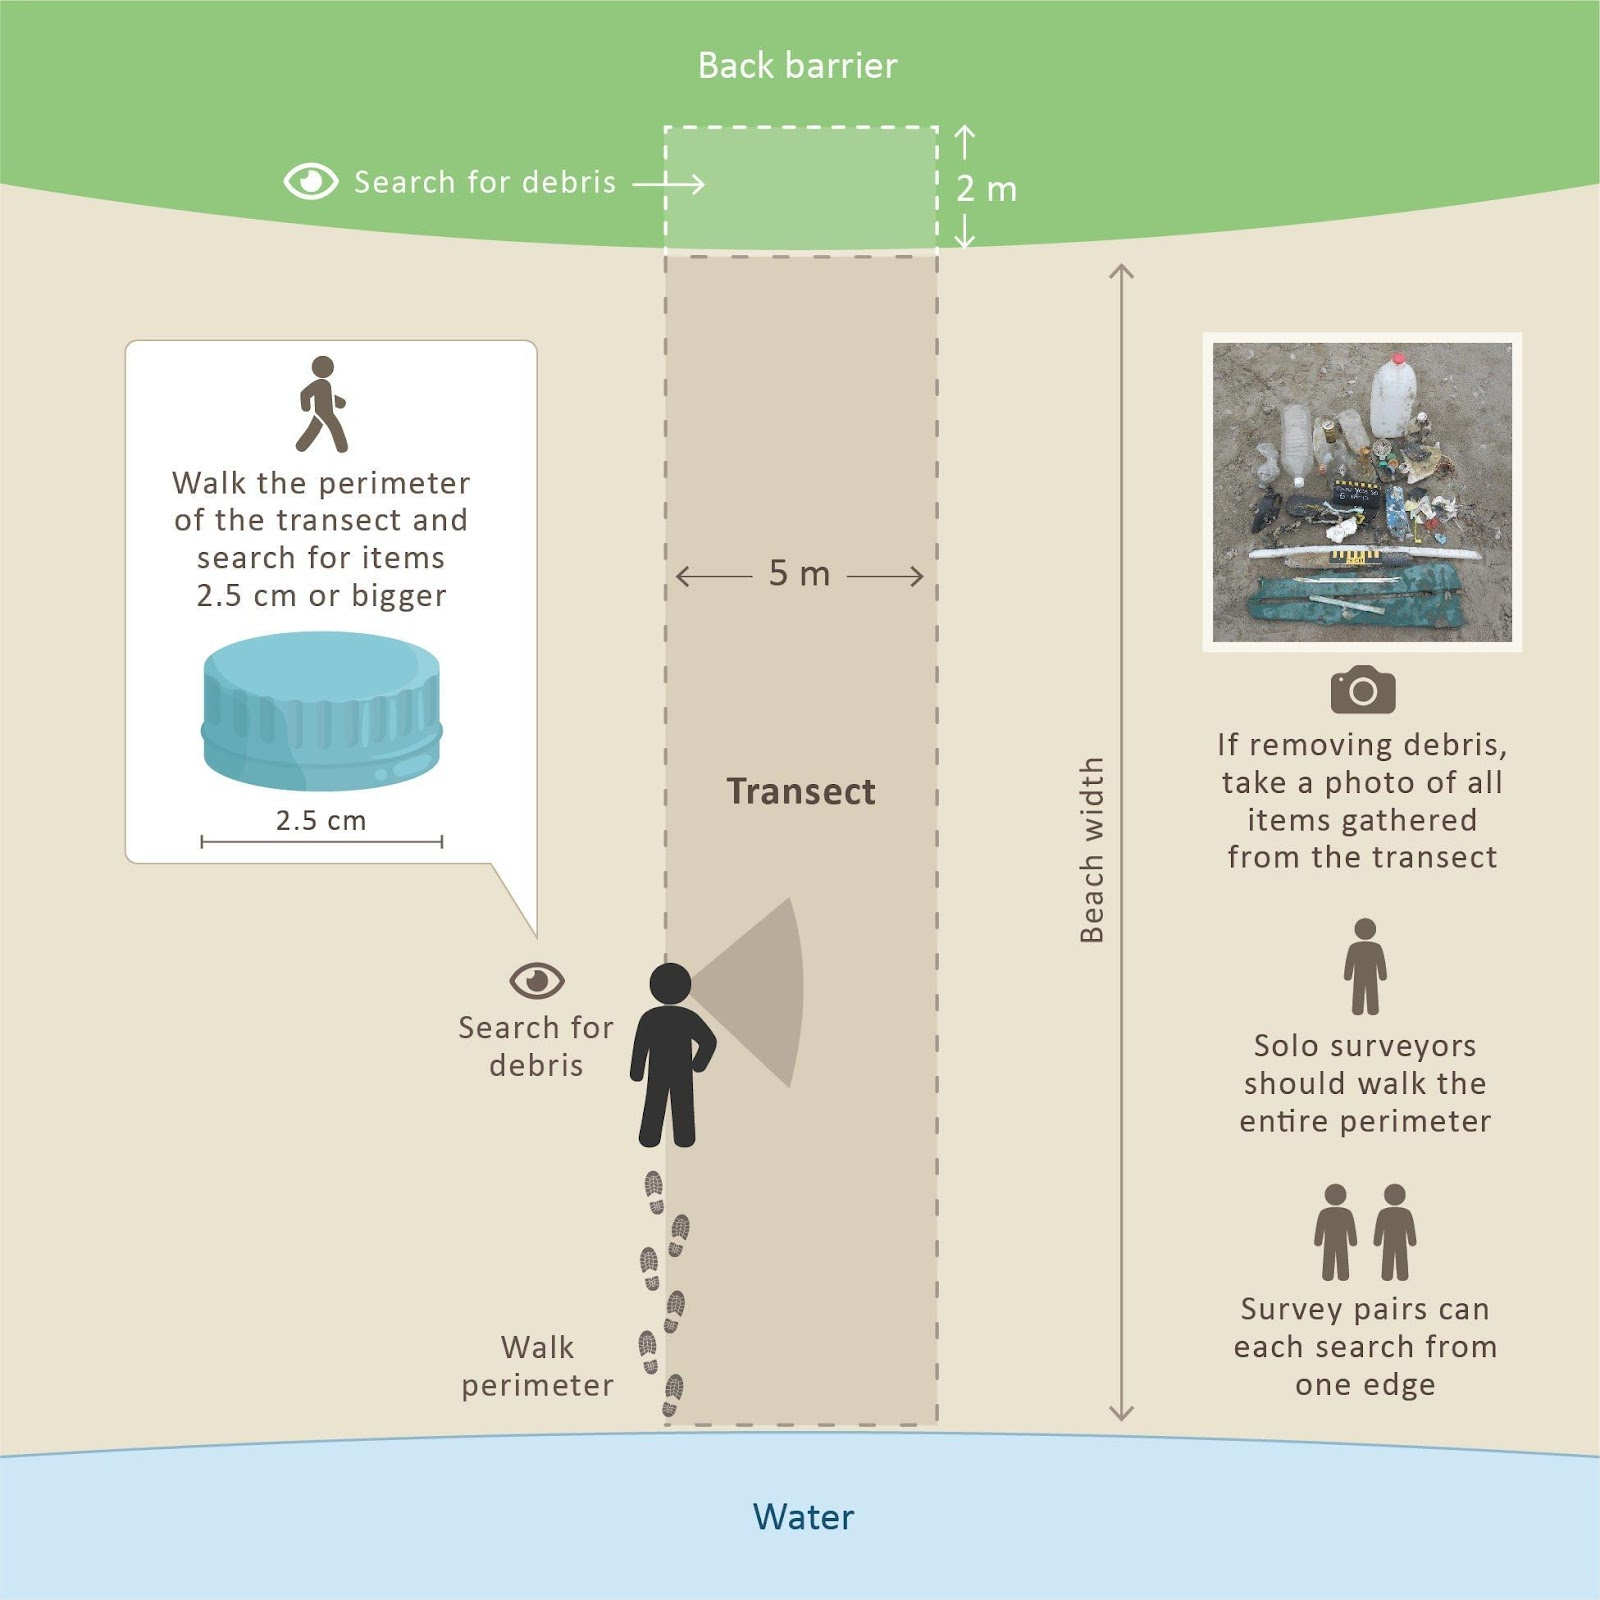 Back barrier
Search for debris
2 m
Walk the perimeter
of the transect and
search for items
2.5 cm or bigger
2.5 cm
5 m
Transect
Beach width
If removing debris,
take a photo of all
items gathered
from the transect
Search for
debris
Solo surveyors
should walk the
entire perimeter
Walk
perimeter
Survey pairs can
each search from
one edge
Water